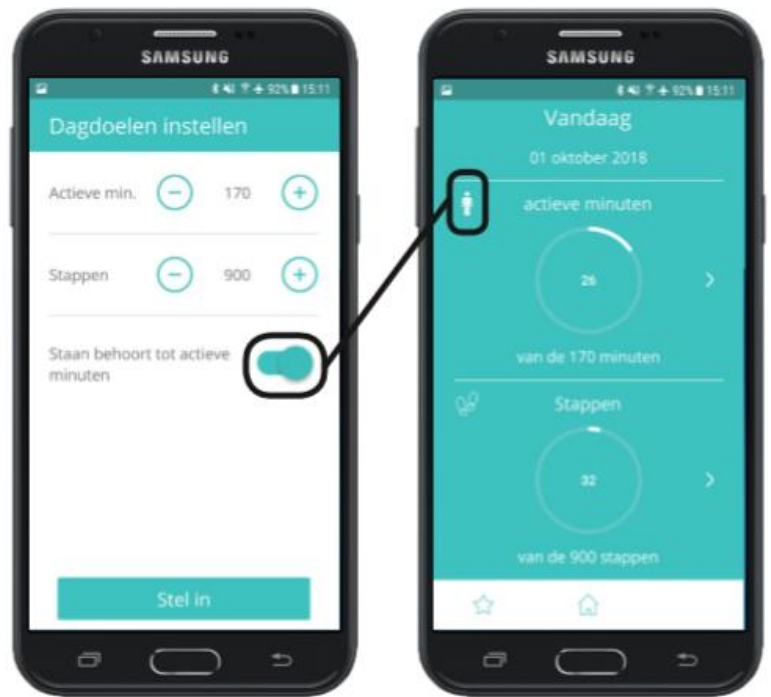 SAMSUNG
92% 15:11
Dagdoelen instellen
Actieve min.
170
Stappen
900
Staan behoort tot actieve
minuten
Stel in
SAMSUNG
92% 15:11
Vandaag
01 oktober 2018
actieve minuten
26
van de 170 minuten
Stappen
32
van de 900 stappen